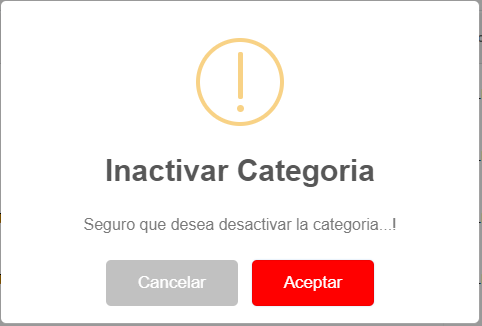 Inactivar Categoria
Seguro que desea desactivar la categoria...!
Cancelar
Aceptar